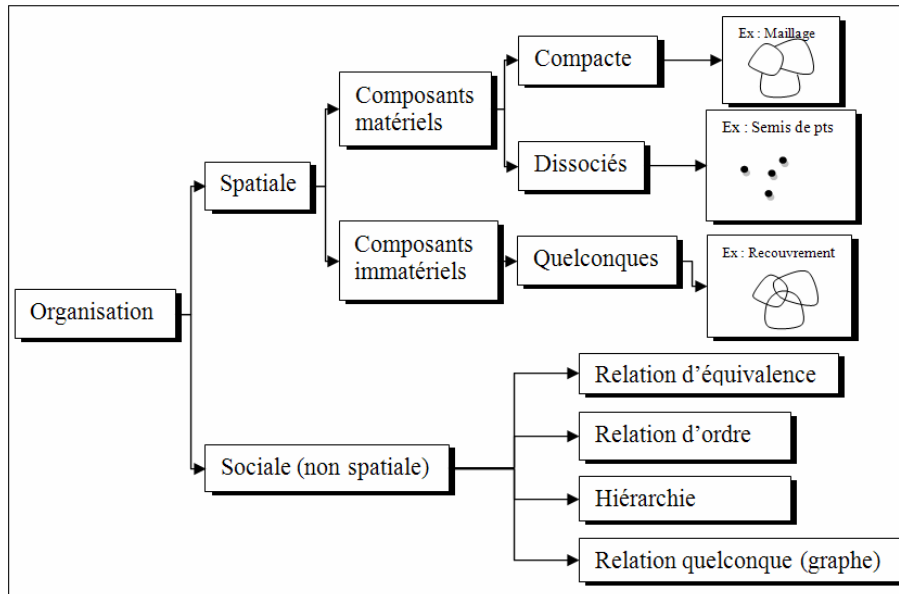 Organisation
Spatiale
Composants
matériels
Compacte
Ex : Maillage
Dissociés
Ex : Semis de pts
Composants
immatériels
Quelconques
Ex : Recouvrement
Sociale (non spatiale)
Relation d'équivalence
Relation d'ordre
Hiérarchie
Relation quelconque (graphe)